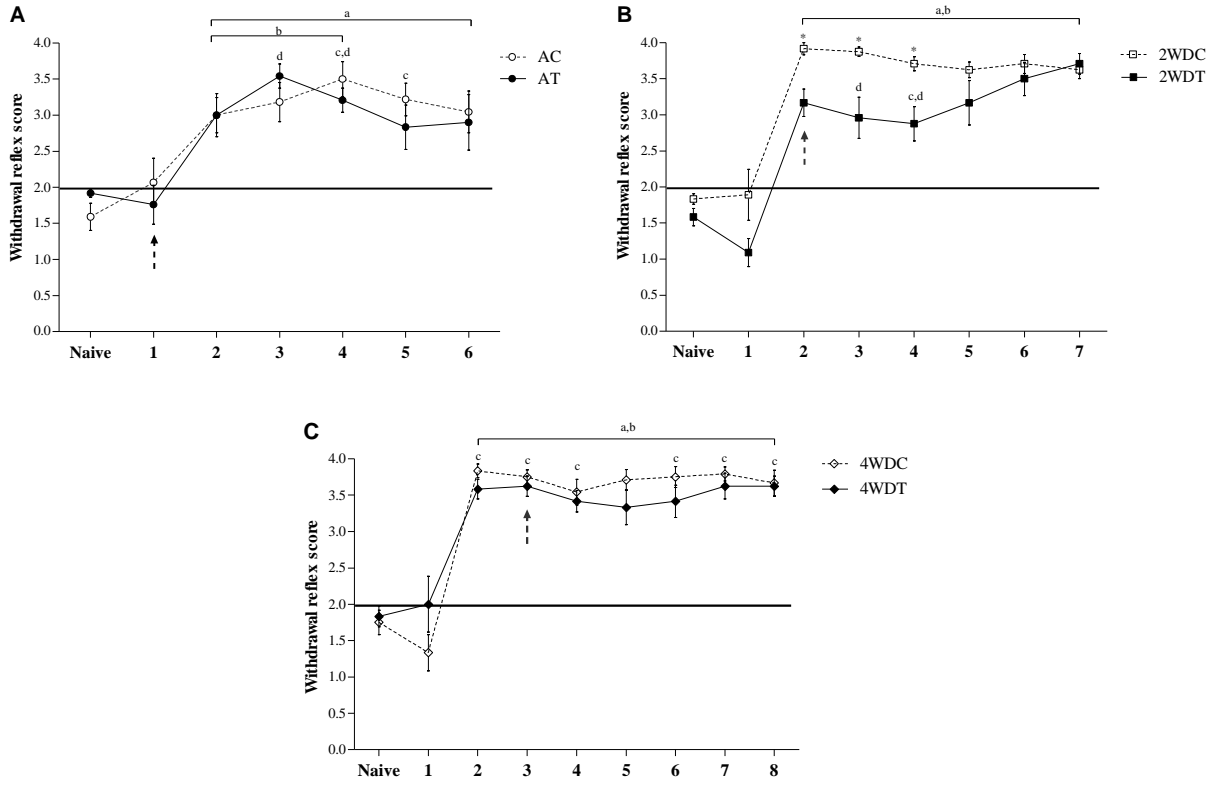 A
a
b
d
c,d
c
AC
AT
Withdrawal reflex score
4.0
3.5
3.0
2.5
2.0
1.5
1.0
0.5
0.0
Naive 1 2 3 4 5 6
B
a,b
* * *
d
c,d
2WDC
2WDT
Withdrawal reflex score
4.0
3.5
3.0
2.5
2.0
1.5
1.0
0.5
0.0
Naive 1 2 3 4 5 6 7
C
a,b
c c c c c c
4WDC
4WDT
Withdrawal reflex score
4.0
3.5
3.0
2.5
2.0
1.5
1.0
0.5
0.0
Naive 1 2 3 4 5 6 7 8